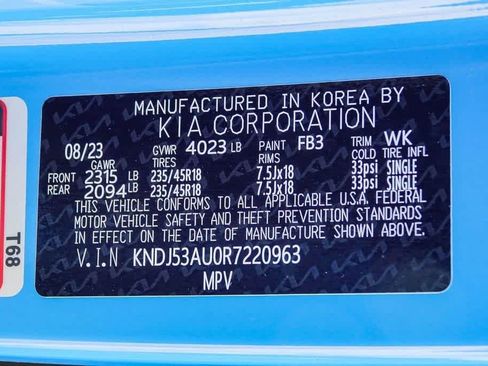 MANUFACTURED IN KOREA BY
KIA CORPORATION
08/23 GVWR 4023 LB PAINT FB3 TRIM WK
GAWR TIRES RIMS COLD TIRE INFL
FRONT 2315 LB 235/45R18 7.5Jx18 33psi SINGLE
REAR 2094 LB 235/45R18 7.5Jx18 33psi SINGLE
THIS VEHICLE CONFORMS TO ALL APPLICABLE U.S.A. FEDERAL
MOTOR VEHICLE SAFETY AND THEFT PREVENTION STANDARDS
IN EFFECT ON THE DATE OF MANUFACTURE SHOWN ABOVE.
V.I.N KNDJ53AU0R7220963
MPV
T68